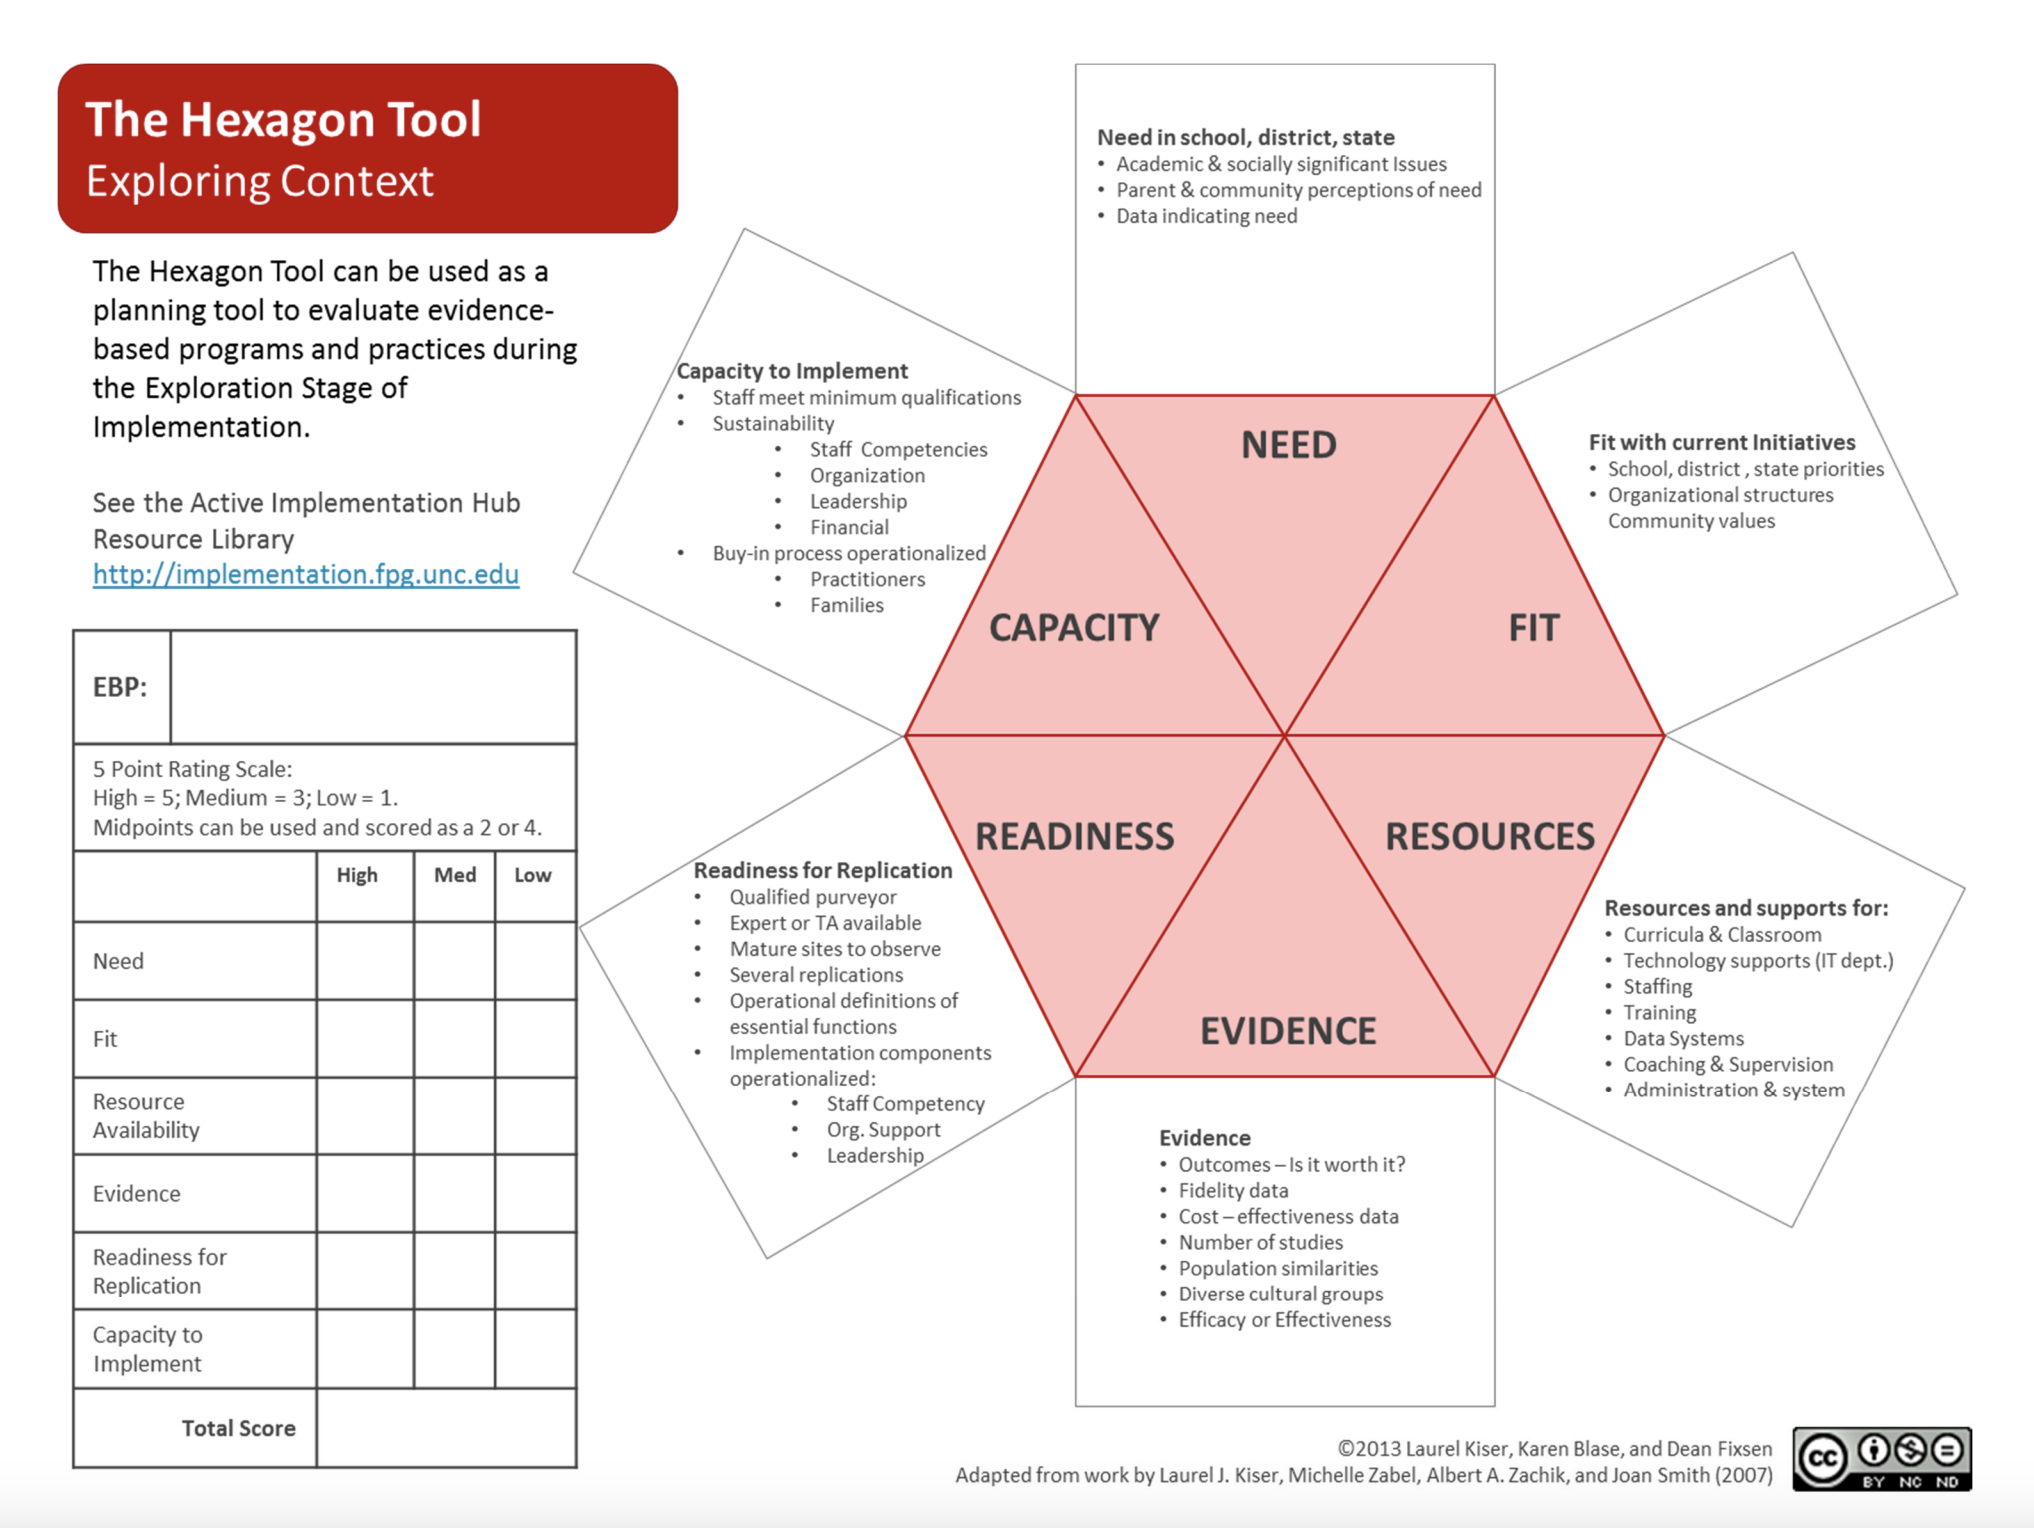 The Hexagon Tool
Exploring Context
The Hexagon Tool can be used as a
planning tool to evaluate evidence-
based programs and practices during
the Exploration Stage of
Implementation.
See the Active Implementation Hub
Resource Library
http://implementation.fpg.unc.edu
EBP:
5 Point Rating Scale:
High = 5; Medium = 3; Low = 1.
Midpoints can be used and scored as a 2 or 4.
High Med Low
Need
Fit
Resource
Availability
Evidence
Readiness for
Replication
Capacity to
Implement
Total Score
Need in school, district, state
• Academic & socially significant Issues
• Parent & community perceptions of need
• Data indicating need
Capacity to Implement
• Staff meet minimum qualifications
• Sustainability
• Staff Competencies
• Organization
• Leadership
• Financial
• Buy-in process operationalized
• Practitioners
• Families
Fit with current Initiatives
• School, district , state priorities
• Organizational structures
Community values
NEED
CAPACITY
FIT
READINESS
RESOURCES
EVIDENCE
Readiness for Replication
• Qualified purveyor
• Expert or TA available
• Mature sites to observe
• Several replications
• Operational definitions of
essential functions
• Implementation components
operationalized:
• Staff Competency
• Org. Support
• Leadership
Resources and supports for:
• Curricula & Classroom
• Technology supports (IT dept.)
• Staffing
• Training
• Data Systems
• Coaching & Supervision
• Administration & system
Evidence
• Outcomes – Is it worth it?
• Fidelity data
• Cost – effectiveness data
• Number of studies
• Population similarities
• Diverse cultural groups
• Efficacy or Effectiveness
©2013 Laurel Kiser, Karen Blase, and Dean Fixsen
Adapted from work by Laurel J. Kiser, Michelle Zabel, Albert A. Zachik, and Joan Smith (2007)
cc
BY NC ND